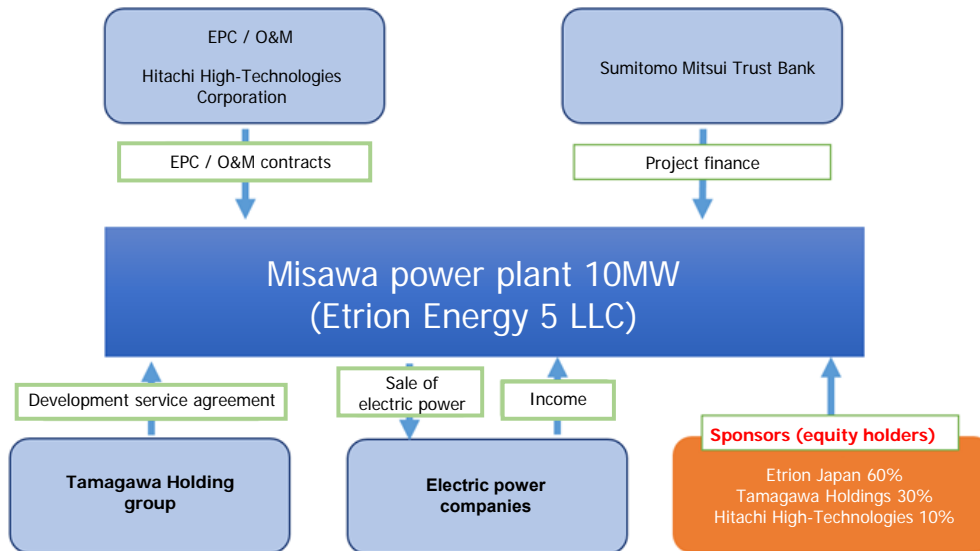 EPC / O&M
Hitachi High-Technologies
Corporation
Sumitomo Mitsui Trust Bank
EPC / O&M contracts
Project finance
Misawa power plant 10MW
(Etrion Energy 5 LLC)
Development service agreement
Sale of
electric power
Income
Sponsors (equity holders)
Tamagawa Holding
group
Electric power
companies
Etrion Japan 60%
Tamagawa Holdings 30%
Hitachi High-Technologies 10%